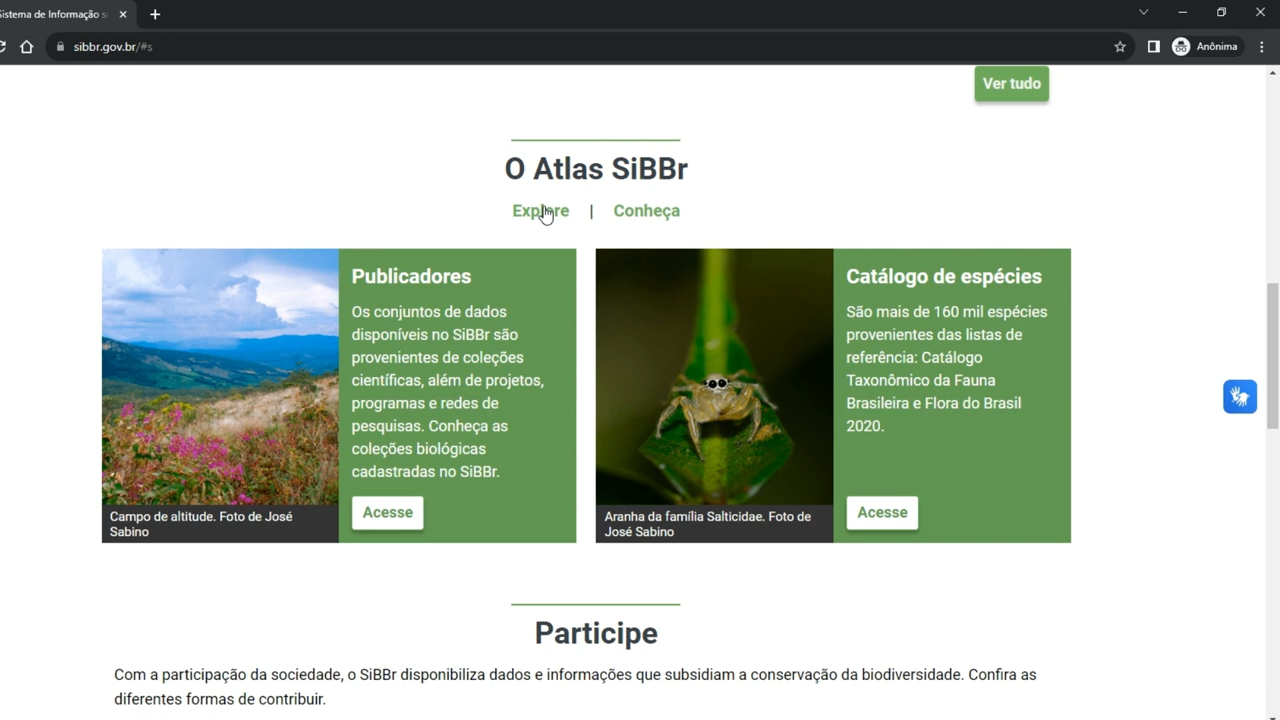 Sistema de Informação s
sibbr.gov.br/#s
Anônima
Ver tudo
O Atlas SiBBr
Explore | Conheça
Publicadores
Os conjuntos de dados
disponíveis no SiBBr são
provenientes de coleções
científicas, além de projetos,
programas e redes de
pesquisas. Conheça as
coleções biológicas
cadastradas no SiBBr.
Acesse
Campo de altitude. Foto de José
Sabino
Catálogo de espécies
São mais de 160 mil espécies
provenientes das listas de
referência: Catálogo
Taxonômico da Fauna
Brasileira e Flora do Brasil
2020.
Acesse
Aranha da família Salticidae. Foto de
José Sabino
Participe
Com a participação da sociedade, o SiBBr disponibiliza dados e informações que subsidiam a conservação da biodiversidade. Confira as
diferentes formas de contribuir.